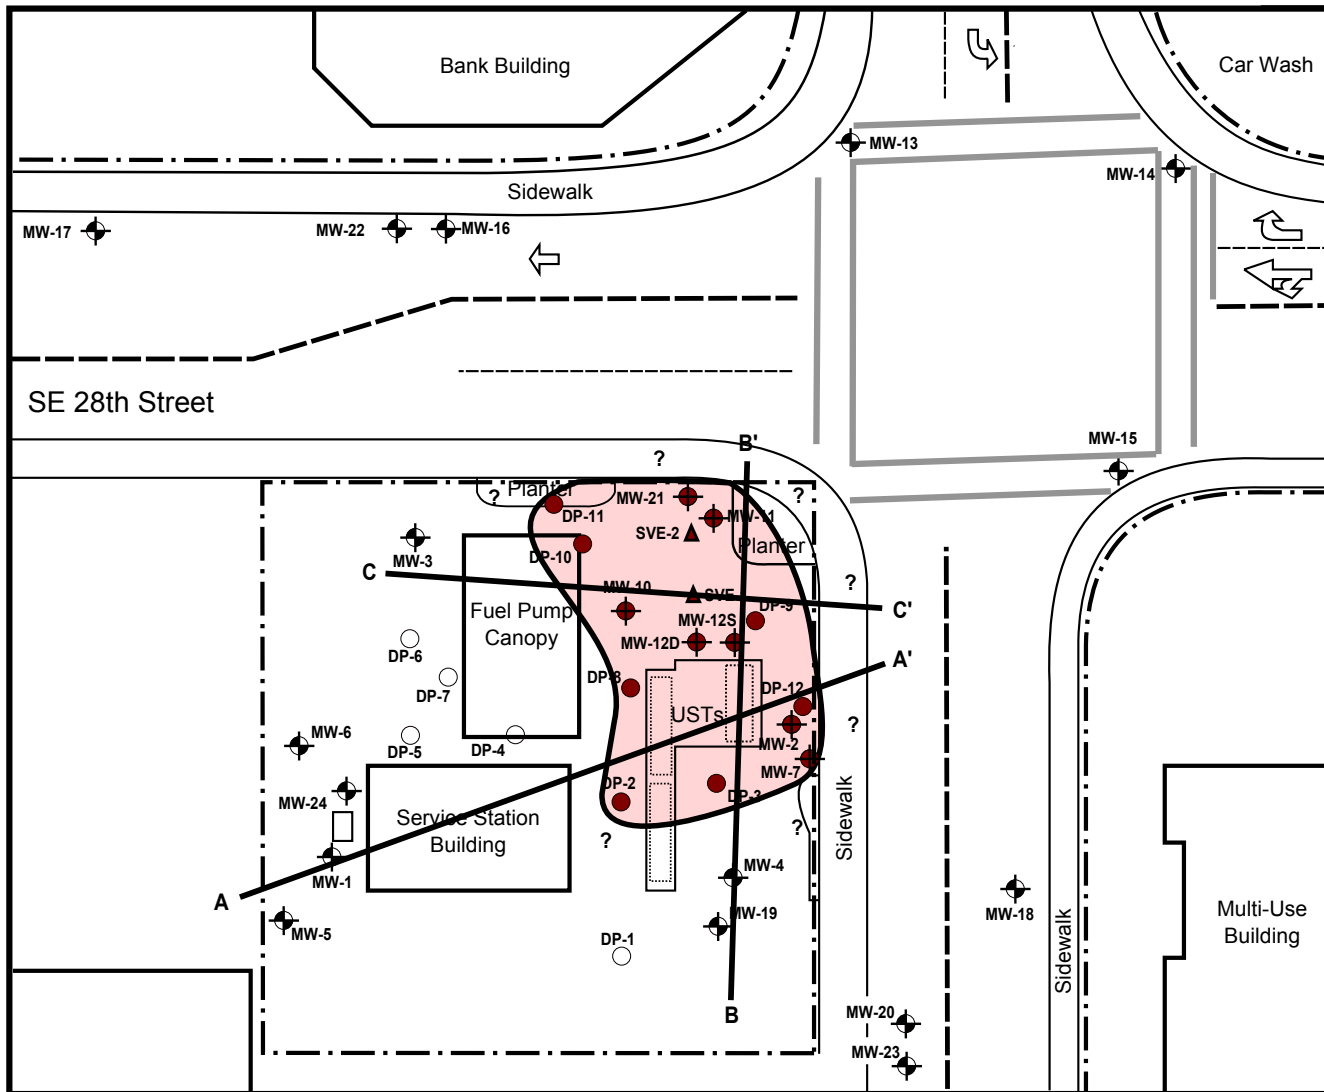 Bank Building
Car Wash
MW-13
MW-14
Sidewalk
MW-17
MW-22
MW-16
SE 28th Street
B'
MW-15
?
?
Planter
?
MW-21
DP-11
MW-11
SVE-2
MW-3
DP-10
Planter
C
?
MW-10
SVE
C'
Fuel Pump
Canopy
DP-9
MW-12S
DP-6
MW-12D
A'
DP-7
DP-8
DP-12
USTs
MW-6
DP-5
DP-4
MW-2
?
MW-7
DP-2
DP-3
MW-24
Service Station
Building
?
?
Sidewalk
MW-1
MW-4
A
MW-5
MW-19
MW-18
Multi-Use
Building
DP-1
Sidewalk
B
MW-20
MW-23